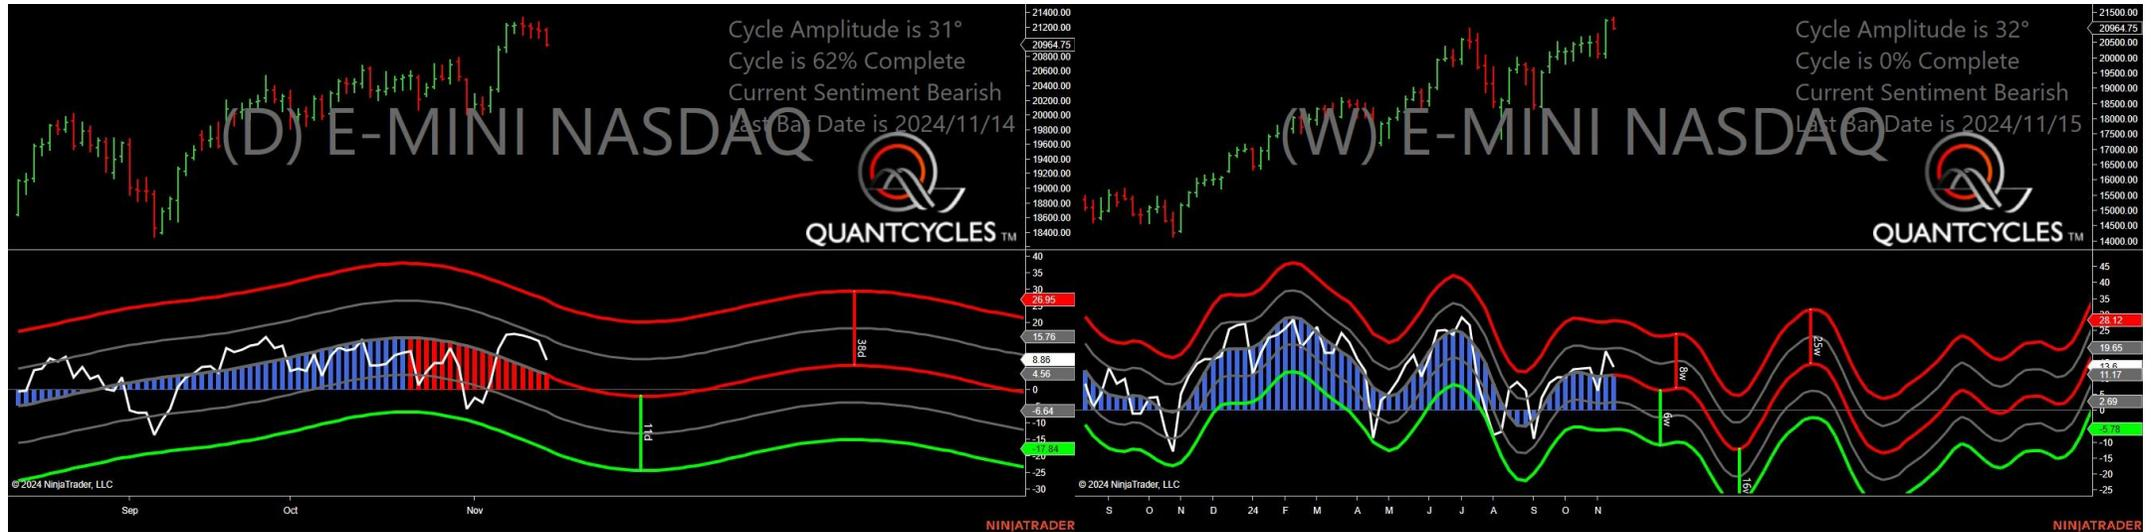 Cycle Amplitude is 31°
Cycle is 62% Complete
Current Sentiment Bearish
Last Bar Date is 2024/11/14
(D) E-MINI NASDAQ
QUANTCYCLES TM
21400.00
21200.00
20964.75
20800.00
20600.00
20400.00
20200.00
20000.00
19800.00
19600.00
19400.00
19200.00
19000.00
18800.00
18600.00
18400.00
40
35
30
26.95
20
15.76
8.86
4.56
0
-6.64
-10
-15
-17.84
-20
-25
-30
38d
11d
© 2024 NinjaTrader, LLC
Sep
Oct
Nov
NINJATRADER
Cycle Amplitude is 32°
Cycle is 0% Complete
Current Sentiment Bearish
Last Bar Date is 2024/11/15
(W) E-MINI NASDAQ
QUANTCYCLES TM
21500.00
20964.75
20500.00
20000.00
19500.00
19000.00
18500.00
18000.00
17500.00
17000.00
16500.00
16000.00
15500.00
15000.00
14500.00
14000.00
45
40
35
30
28.12
25
19.65
13.6
11.17
2.69
0
-5.78
-10
-15
-20
-25
8w
6w
25w
16w
© 2024 NinjaTrader, LLC
S
O
N
D
24
F
M
A
M
J
J
A
S
O
N
NINJATRADER